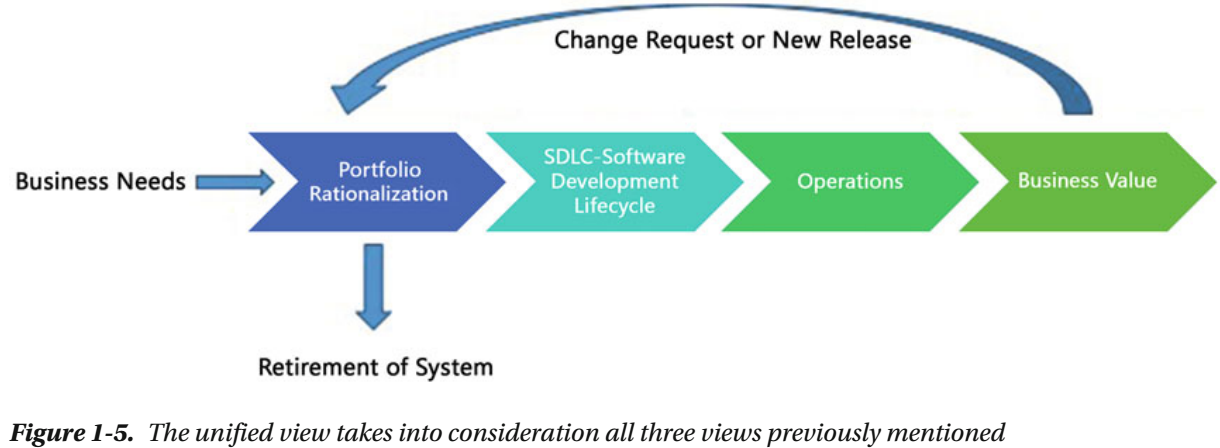 Change Request or New Release
Business Needs
Portfolio
Rationalization
SDLC-Software
Development
Lifecycle
Operations
Business Value
Retirement of System
Figure 1-5. The unified view takes into consideration all three views previously mentioned